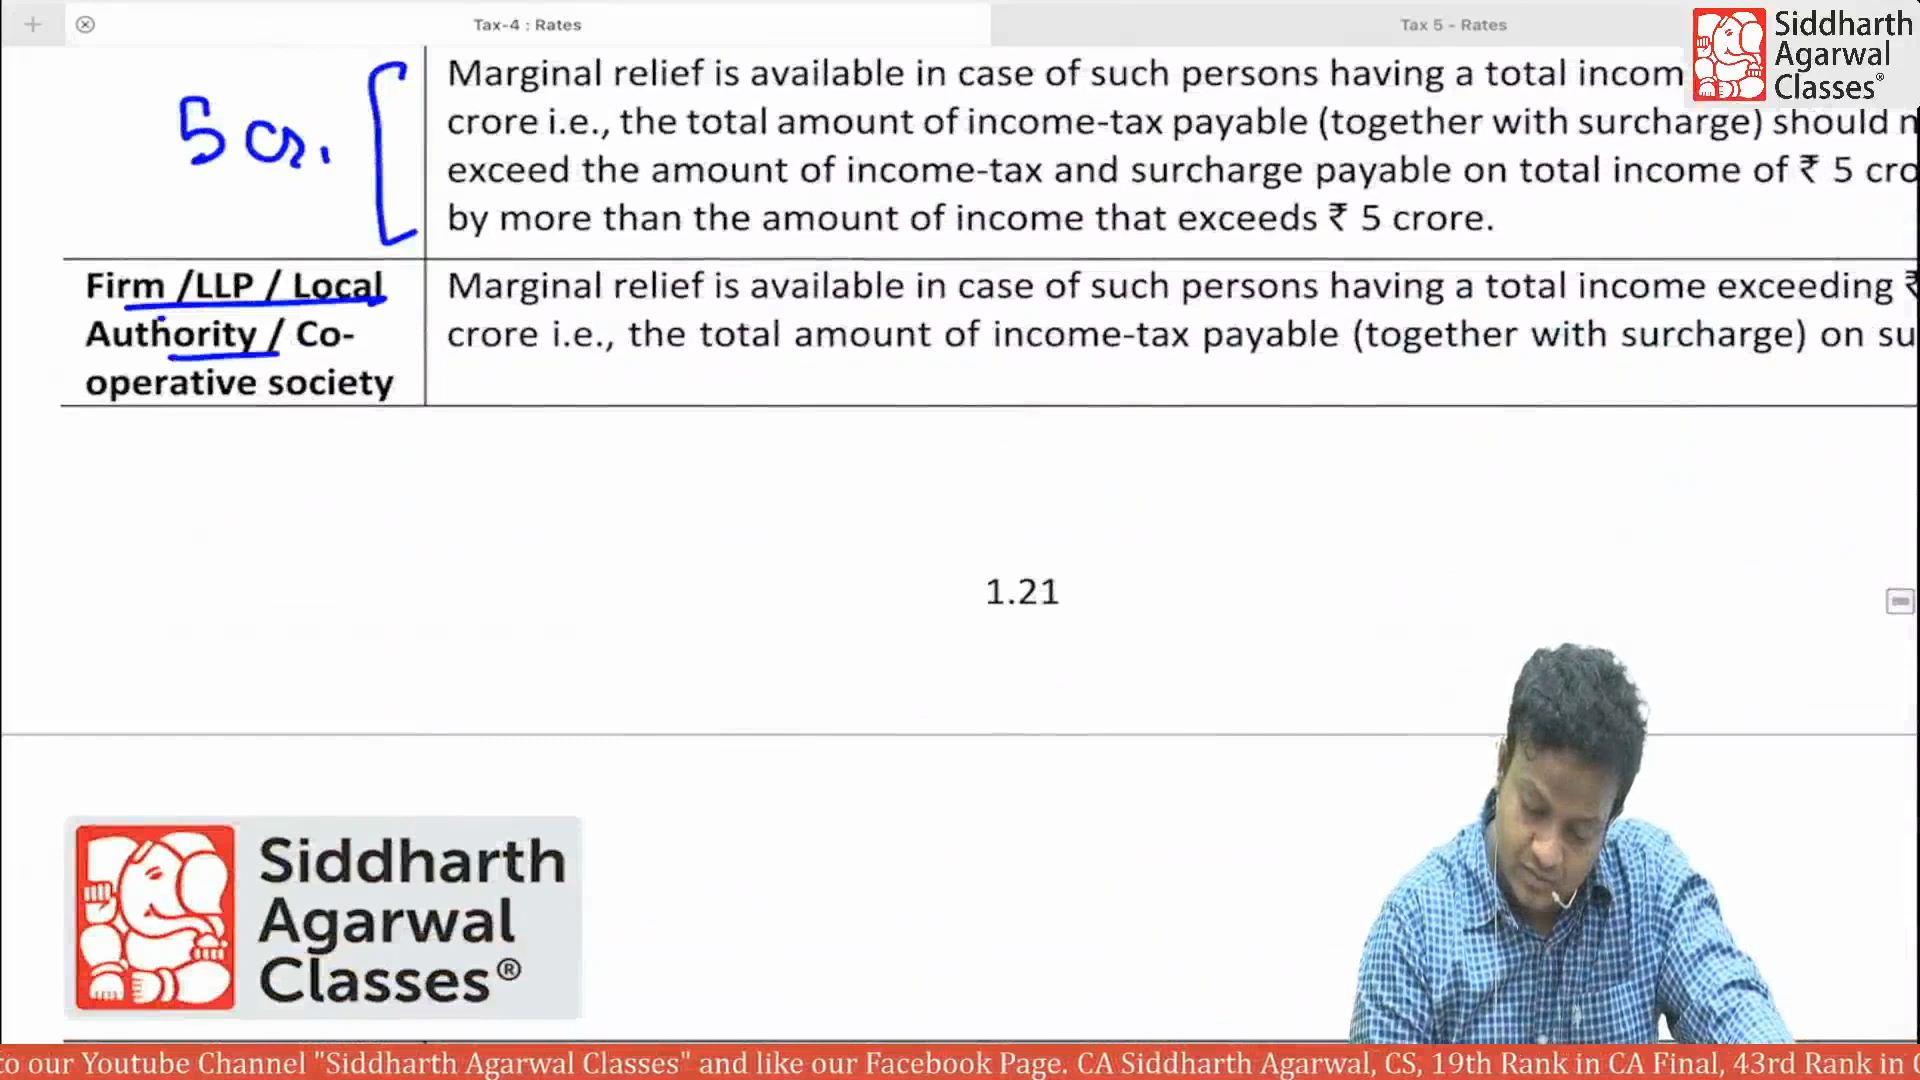 Tax-4 : Rates
Tax 5 - Rates
Siddharth
Agarwal
Classes®
5 cr.
Marginal relief is available in case of such persons having a total incom
crore i.e., the total amount of income-tax payable (together with surcharge) should n
exceed the amount of income-tax and surcharge payable on total income of ₹ 5 cro
by more than the amount of income that exceeds ₹ 5 crore.
Firm /LLP / Local
Authority / Co-
operative society
Marginal relief is available in case of such persons having a total income exceeding ₹
crore i.e., the total amount of income-tax payable (together with surcharge) on su
1.21
Siddharth
Agarwal
Classes®
to our Youtube Channel "Siddharth Agarwal Classes" and like our Facebook Page. CA Siddharth Agarwal, CS, 19th Rank in CA Final, 43rd Rank in